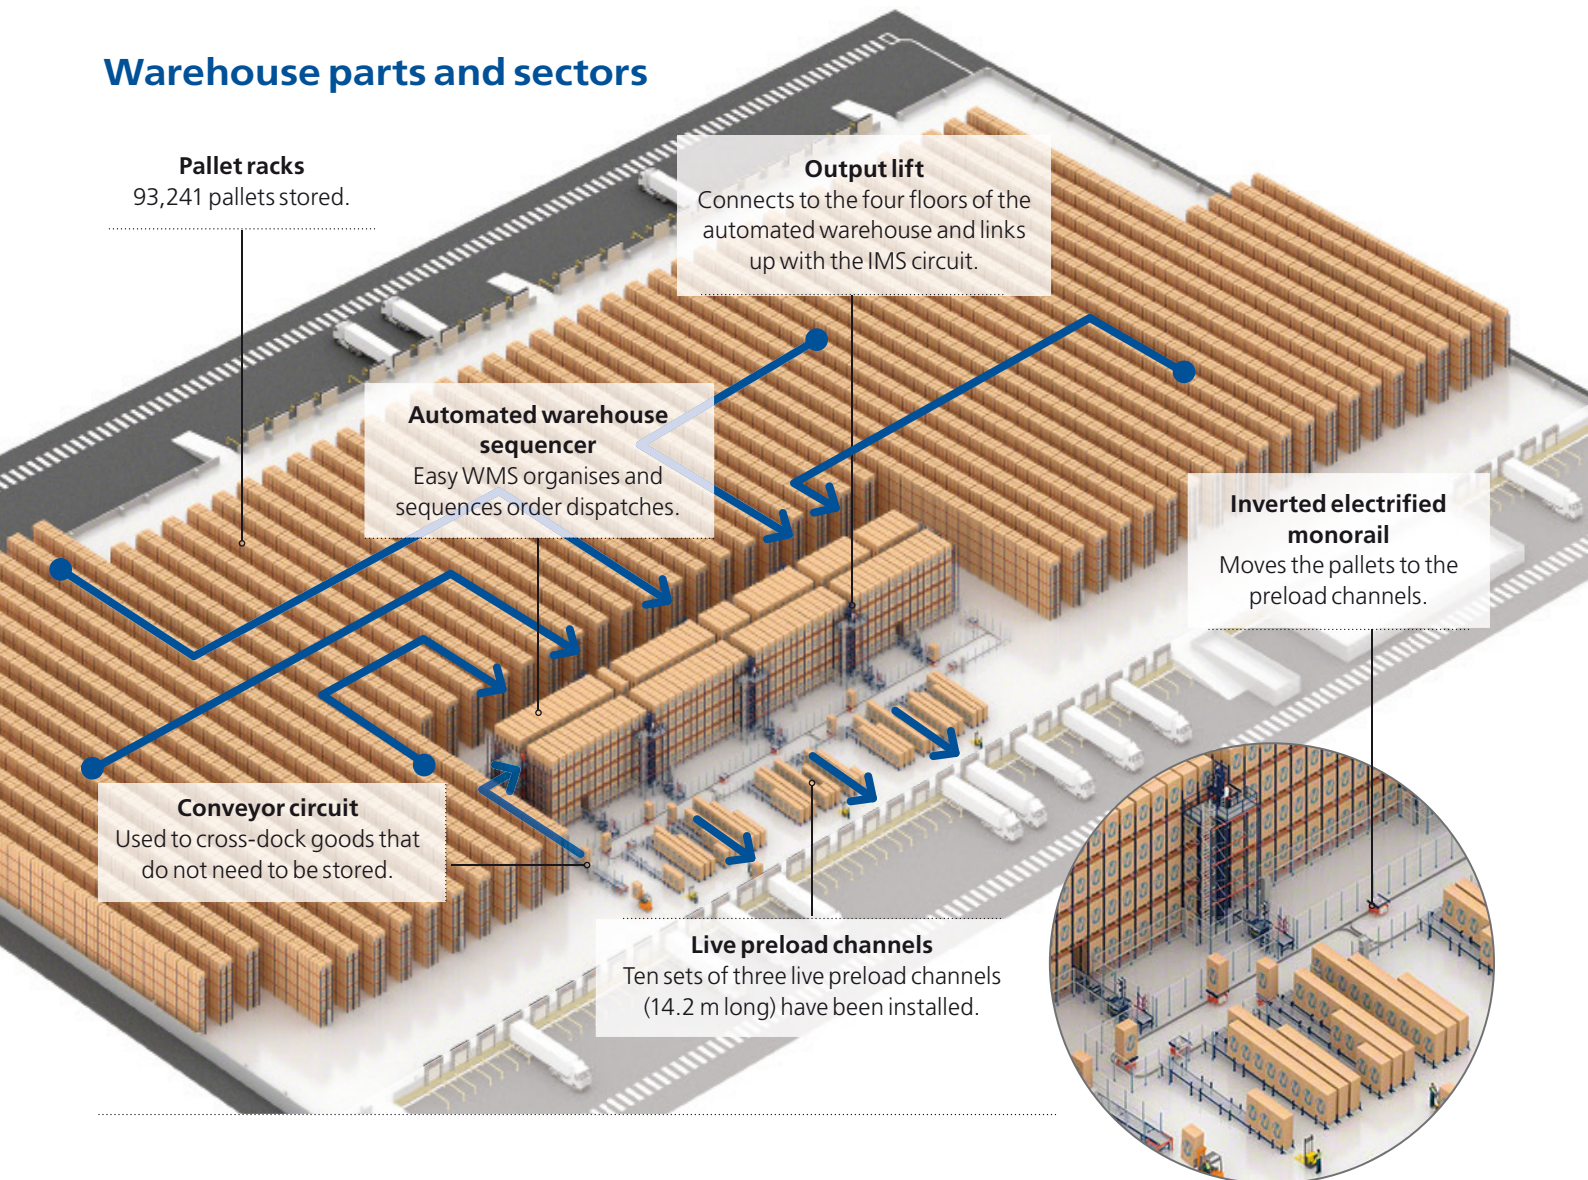 Warehouse parts and sectors
Pallet racks
93,241 pallets stored.
Output lift
Connects to the four floors of the
automated warehouse and links
up with the IMS circuit.
Automated warehouse
sequencer
Easy WMS organises and
sequences order dispatches.
Inverted electrified
monorail
Moves the pallets to the
preload channels.
Conveyor circuit
Used to cross-dock goods that
do not need to be stored.
Live preload channels
Ten sets of three live preload channels
(14.2 m long) have been installed.